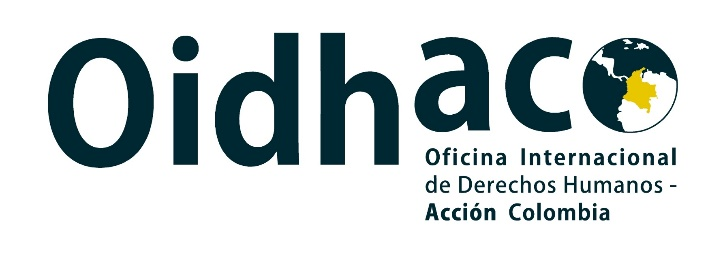 Oidhaco
Oficina Internacional
de Derechos Humanos -
Acción Colombia